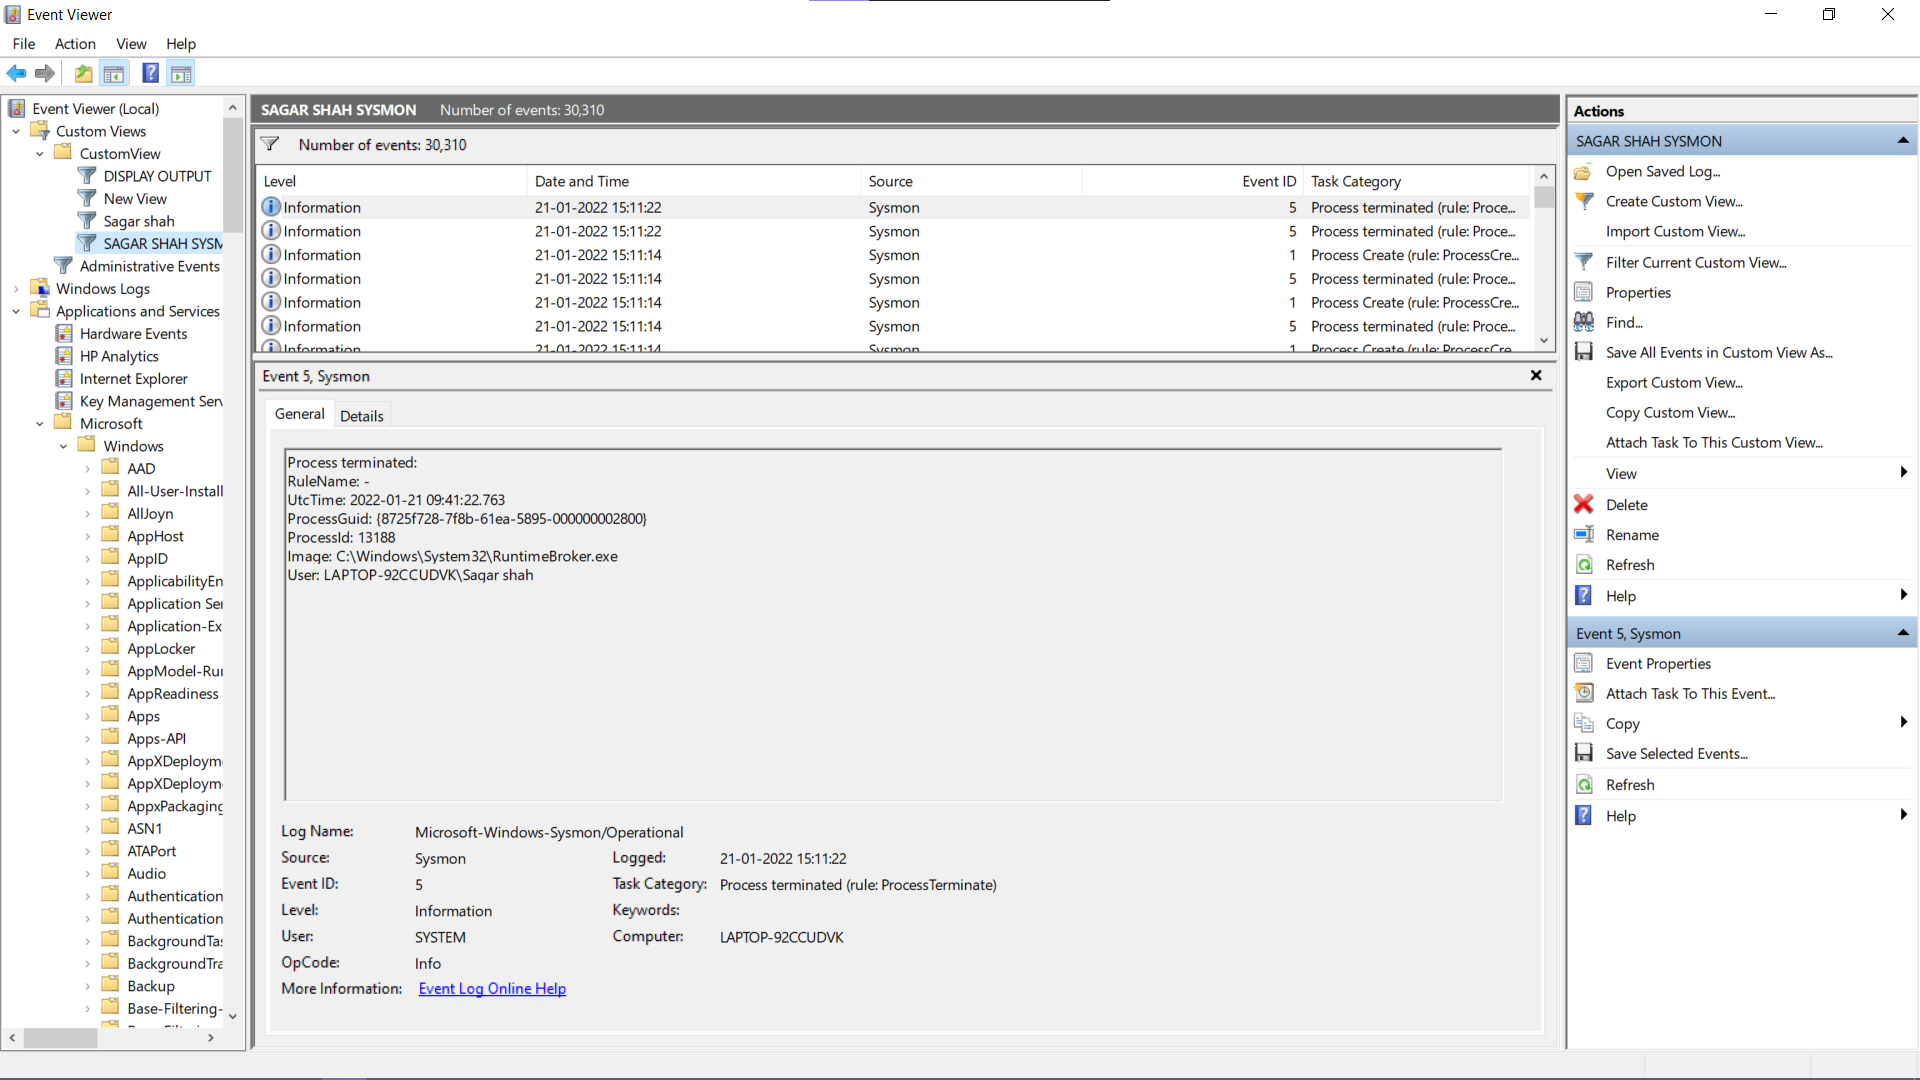 Event Viewer
File Action View Help
Event Viewer (Local)
Custom Views
CustomView
DISPLAY OUTPUT
New View
Sagar shah
SAGAR SHAH SYSM
Administrative Events
Windows Logs
Applications and Services
Hardware Events
HP Analytics
Internet Explorer
Key Management Serv
Microsoft
Windows
AAD
All-User-Install
AllJoyn
AppHost
AppID
ApplicabilityEn
Application Ser
Application-Ex
AppLocker
AppModel-Run
AppReadiness
Apps
Apps-API
AppXDeployme
AppXDeployme
AppxPackaging
ASN1
ATAPort
Audio
Authentication
Authentication
BackgroundTas
BackgroundTra
Backup
Base-Filtering-
SAGAR SHAH SYSMON Number of events: 30,310
Number of events: 30,310
Level Date and Time Source Event ID Task Category
Information 21-01-2022 15:11:22 Sysmon 5 Process terminated (rule: Proce...
Information 21-01-2022 15:11:22 Sysmon 5 Process terminated (rule: Proce...
Information 21-01-2022 15:11:14 Sysmon 1 Process Create (rule: ProcessCre...
Information 21-01-2022 15:11:14 Sysmon 5 Process terminated (rule: Proce...
Information 21-01-2022 15:11:14 Sysmon 1 Process Create (rule: ProcessCre...
Information 21-01-2022 15:11:14 Sysmon 5 Process terminated (rule: Proce...
Information 21-01-2022 15:11:14 Sysmon 1 Process Create (rule: ProcessCre...
Event 5, Sysmon
General Details
Process terminated:
RuleName: -
UtcTime: 2022-01-21 09:41:22.763
ProcessGuid: {8725f728-7f8b-61ea-5895-000000002800}
ProcessId: 13188
Image: C:\Windows\System32\RuntimeBroker.exe
User: LAPTOP-92CCUDVK\Sagar shah
Log Name: Microsoft-Windows-Sysmon/Operational
Source: Sysmon Logged: 21-01-2022 15:11:22
Event ID: 5 Task Category: Process terminated (rule: ProcessTerminate)
Level: Information Keywords:
User: SYSTEM Computer: LAPTOP-92CCUDVK
OpCode: Info
More Information: Event Log Online Help
Actions
SAGAR SHAH SYSMON
Open Saved Log...
Create Custom View...
Import Custom View...
Filter Current Custom View...
Properties
Find...
Save All Events in Custom View As...
Export Custom View...
Copy Custom View...
Attach Task To This Custom View...
View
Delete
Rename
Refresh
Help
Event 5, Sysmon
Event Properties
Attach Task To This Event...
Copy
Save Selected Events...
Refresh
Help